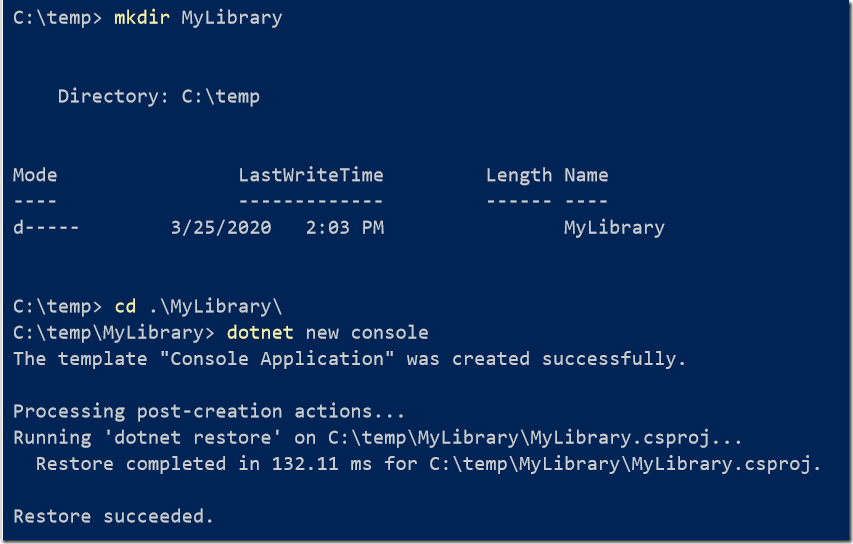 C:\temp> mkdir MyLibrary
Directory: C:\temp
Mode LastWriteTime Length Name
---- ------------- ------ ----
d----- 3/25/2020 2:03 PM MyLibrary
C:\temp> cd .\MyLibrary\
C:\temp\MyLibrary> dotnet new console
The template "Console Application" was created successfully.
Processing post-creation actions...
Running 'dotnet restore' on C:\temp\MyLibrary\MyLibrary.csproj...
Restore completed in 132.11 ms for C:\temp\MyLibrary\MyLibrary.csproj.
Restore succeeded.